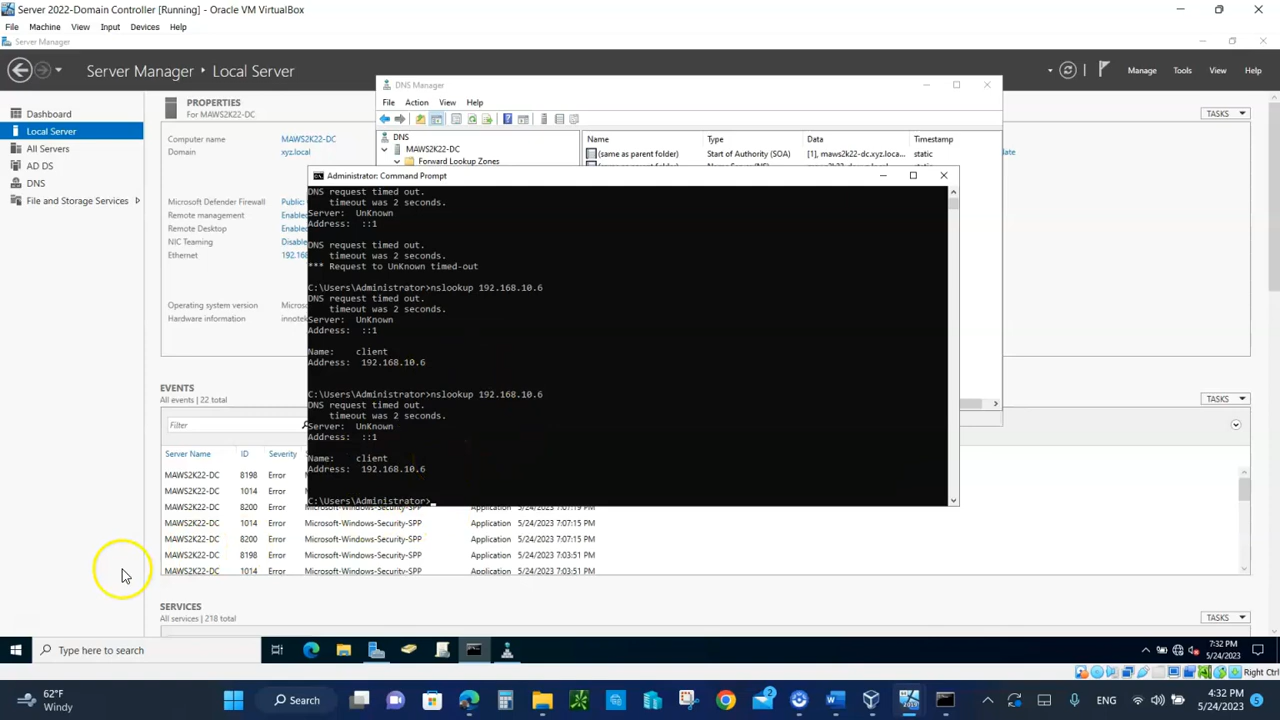 Server 2022-Domain Controller [Running] - Oracle VM VirtualBox
File Machine View Input Devices Help
Server Manager
Server Manager › Local Server
Manage Tools View Help
Dashboard
Local Server
All Servers
AD DS
DNS
File and Storage Services
PROPERTIES
For MAWS2K22-DC
TASKS
Computer name MAWS2K22-DC
Domain xyz.local
Microsoft Defender Firewall Public:
Remote management Enabled
Remote Desktop Enabled
NIC Teaming Disable
Ethernet 192.16
Operating system version Microso
Hardware information innotek
DNS Manager
File Action View Help
DNS
MAWS2K22-DC
Forward Lookup Zones
Name Type Data Timestamp
(same as parent folder) Start of Authority (SOA) [1], maws2k22-dc.xyz.loca... static
Administrator: Command Prompt
DNS request timed out.
timeout was 2 seconds.
Server: UnKnown
Address: ::1
DNS request timed out.
timeout was 2 seconds.
*** Request to UnKnown timed-out
C:\Users\Administrator>nslookup 192.168.10.6
DNS request timed out.
timeout was 2 seconds.
Server: UnKnown
Address: ::1
Name: client
Address: 192.168.10.6
C:\Users\Administrator>nslookup 192.168.10.6
DNS request timed out.
timeout was 2 seconds.
Server: UnKnown
Address: ::1
Name: client
Address: 192.168.10.6
C:\Users\Administrator>
EVENTS
All events | 22 total
TASKS
Filter
Server Name ID Severity
MAWS2K22-DC 8198 Error
MAWS2K22-DC 1014 Error
MAWS2K22-DC 8200 Error Microsoft-Windows-Security-SPP Application 5/24/2023 7:07:19 PM
MAWS2K22-DC 1014 Error Microsoft-Windows-Security-SPP Application 5/24/2023 7:07:15 PM
MAWS2K22-DC 8200 Error Microsoft-Windows-Security-SPP Application 5/24/2023 7:07:15 PM
MAWS2K22-DC 8198 Error Microsoft-Windows-Security-SPP Application 5/24/2023 7:03:51 PM
MAWS2K22-DC 1014 Error Microsoft-Windows-Security-SPP Application 5/24/2023 7:03:51 PM
SERVICES
All services | 218 total
TASKS
Type here to search
7:32 PM
5/24/2023
Right Ctrl
62°F
Windy
Search
ENG
4:32 PM
5/24/2023